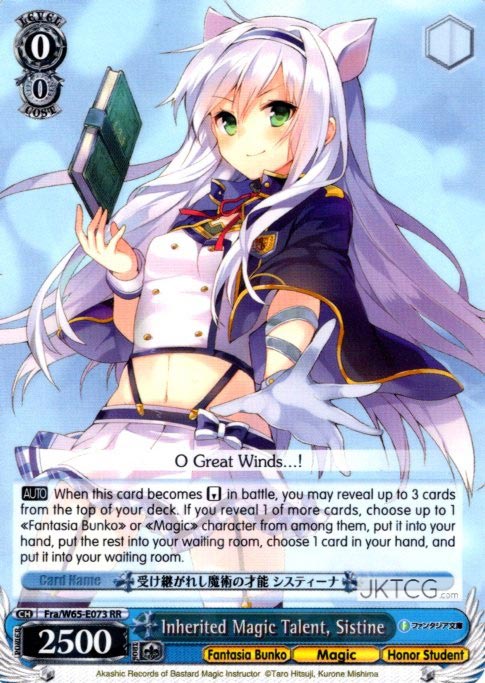 LEVEL
0
0
COST
O Great Winds...!
AUTO When this card becomes in battle, you may reveal up to 3 cards
from the top of your deck. If you reveal 1 of more cards, choose up to 1
«Fantasia Bunko» or «Magic» character from among them, put it into your
hand, put the rest into your waiting room, choose 1 card in your hand, and
put it into your waiting room.
Card Name 受け継がれし魔術の才能 システィーナ
JKTCG.com
CH Fra/W65-E073 RR
POWER 2500 SOUL
Inherited Magic Talent, Sistine
ファンタジア文庫
Fantasia Bunko Magic Honor Student
Akashic Records of Bastard Magic Instructor ©Taro Hitsuji, Kurone Mishima